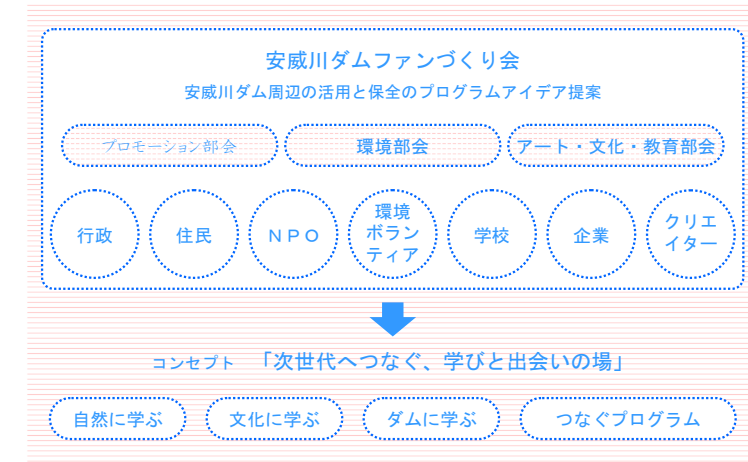 安威川ダムファンづくり会
安威川ダム周辺の活用と保全のプログラムアイデア提案
プロモーション部会
環境部会
アート・文化・教育部会
行政
住民
ＮＰＯ
環境
ボラン
ティア
学校
企業
クリエ
イター
コンセプト 「次世代へつなぐ、学びと出会いの場」
自然に学ぶ
文化に学ぶ
ダムに学ぶ
つなぐプログラム